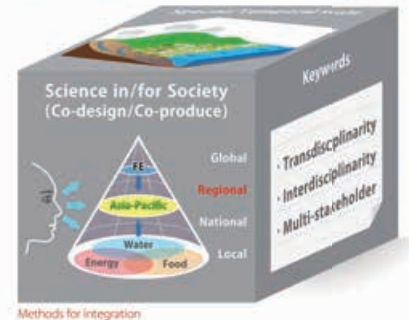 Science in/for Society
(Co-design/Co-produce)
Global
FE
Regional
Asia-Pacific
National
Water
Local
Energy
Food
Keywords
· Transdisciplinarity
· Interdisciplinarity
· Multi-stakeholder
Methods for integration